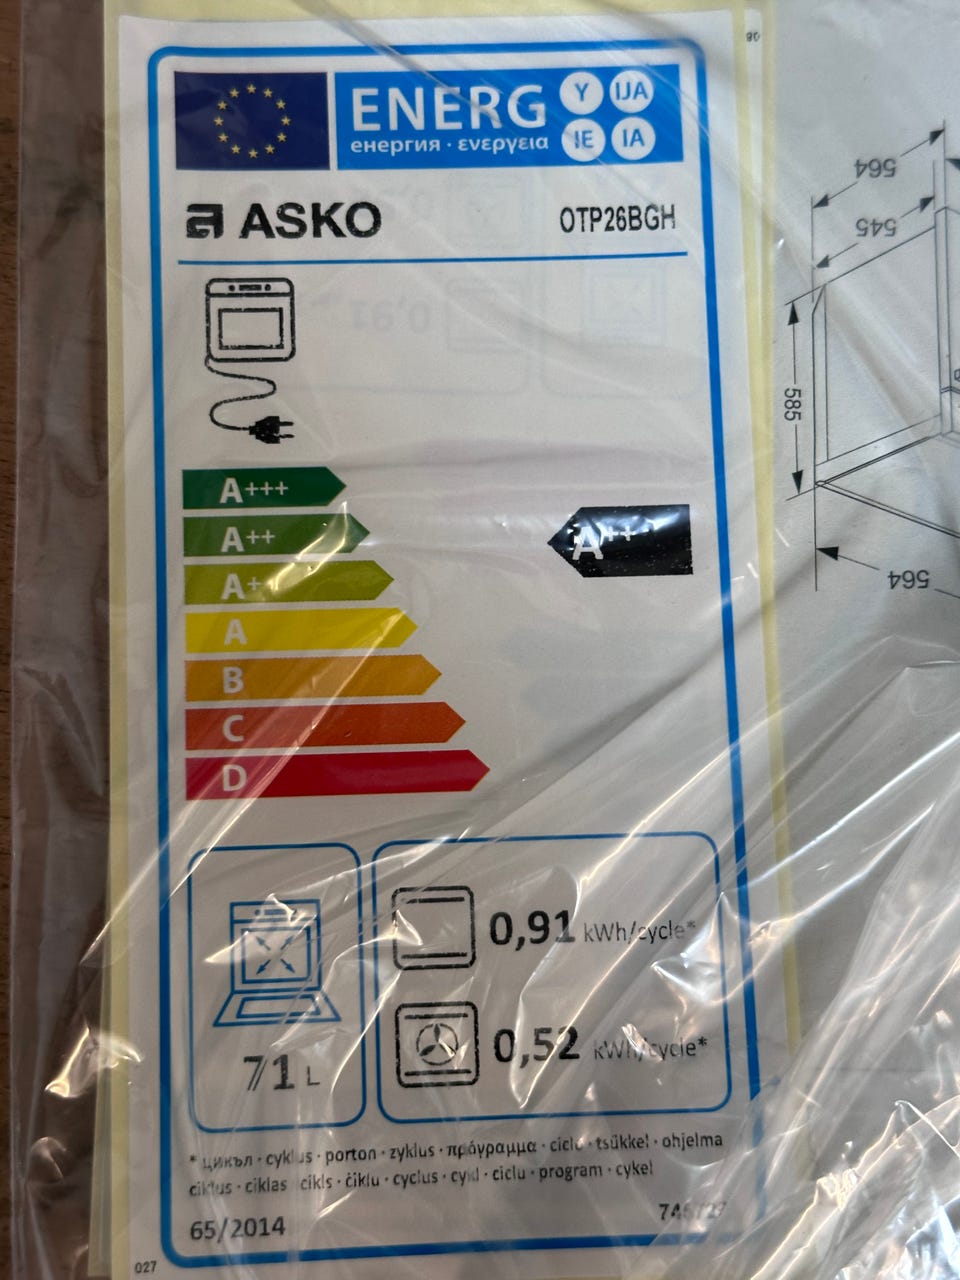 ENERG Y IJA
енергия · ενεργεια IE IA
ASKO OTP26BGH
A+++
A++
A+
A
B
C
D
A++
0,91 kWh/cycle*
0,52 kWh/cycle*
71 L
* цикъл · cyklus · porton · zyklus · πρόγραμμα · ciclo · tsükkel · ohjelma
ciklus · ciklas cikls · ċiklu · cyclus · cykl · ciclu · program · cykel
65/2014
027
564
545
585
564